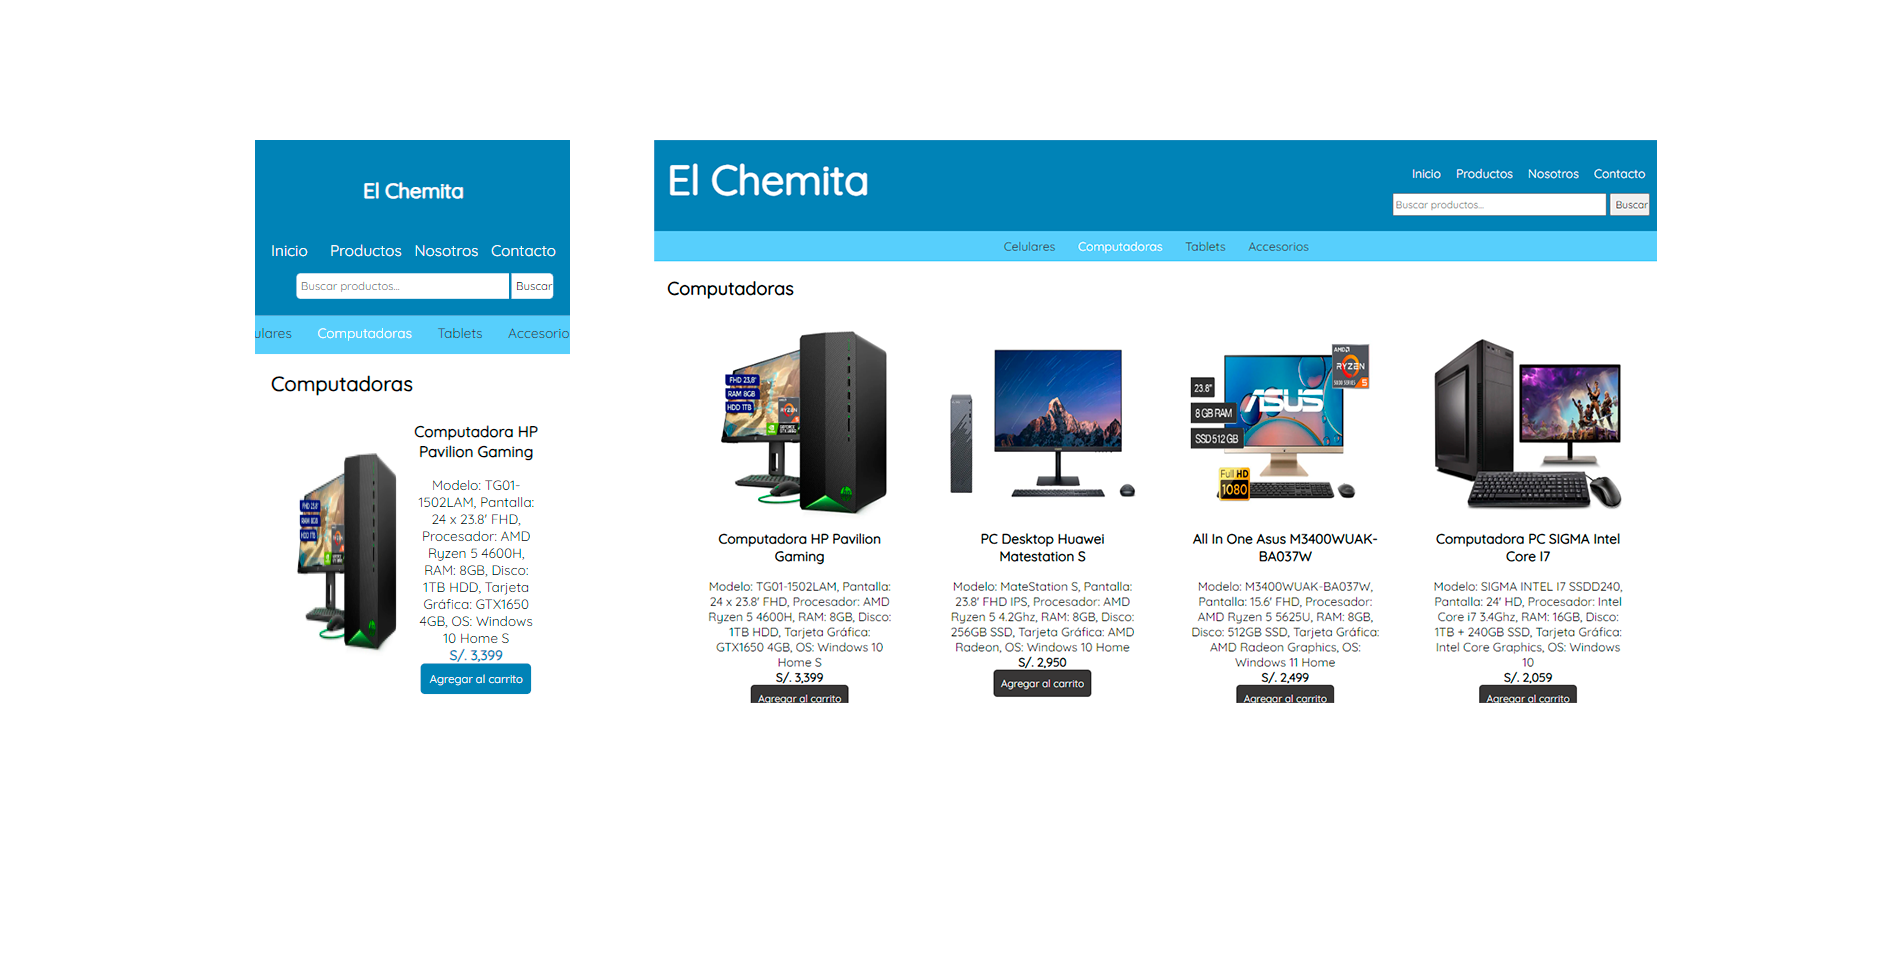 El Chemita
Inicio Productos Nosotros Contacto
Buscar productos... Buscar
ulares Computadoras Tablets Accesorio
Computadoras
Computadora HP
Pavilion Gaming
Modelo: TG01-
1502LAM, Pantalla:
24 x 23.8' FHD,
Procesador: AMD
Ryzen 5 4600H,
RAM: 8GB, Disco:
1TB HDD, Tarjeta
Gráfica: GTX1650
4GB, OS: Windows
10 Home S
S/. 3,399
Agregar al carrito
FHD 23,8'
RAM 8GB
HDD 1TB
El Chemita
Inicio Productos Nosotros Contacto
Buscar productos... Buscar
Celulares Computadoras Tablets Accesorios
Computadoras
FHD 23,8'
RAM 8GB
HDD 1TB
RYZEN
Computadora HP Pavilion
Gaming
Modelo: TG01-1502LAM, Pantalla:
24 x 23.8' FHD, Procesador: AMD
Ryzen 5 4600H, RAM: 8GB, Disco:
1TB HDD, Tarjeta Gráfica:
GTX1650 4GB, OS: Windows 10
Home S
S/. 3,399
Agregar al carrito
PC Desktop Huawei
Matestation S
Modelo: MateStation S, Pantalla:
23.8' FHD IPS, Procesador: AMD
Ryzen 5 4.2Ghz, RAM: 8GB, Disco:
256GB SSD, Tarjeta Gráfica: AMD
Radeon, OS: Windows 10 Home
S/. 2,950
Agregar al carrito
AMD
RYZEN
5000 SERIES 5
23.8"
8 GB RAM
SSD 512 GB
ASUS
Full HD
1080
All In One Asus M3400WUAK-
BA037W
Modelo: M3400WUAK-BA037W,
Pantalla: 15.6' FHD, Procesador:
AMD Ryzen 5 5625U, RAM: 8GB,
Disco: 512GB SSD, Tarjeta Gráfica:
AMD Radeon Graphics, OS:
Windows 11 Home
S/. 2,499
Agregar al carrito
Computadora PC SIGMA Intel
Core I7
Modelo: SIGMA INTEL I7 SSDD240,
Pantalla: 24' HD, Procesador: Intel
Core i7 3.4Ghz, RAM: 16GB, Disco:
1TB + 240GB SSD, Tarjeta Gráfica:
Intel Core Graphics, OS: Windows
10
S/. 2,059
Agregar al carrito